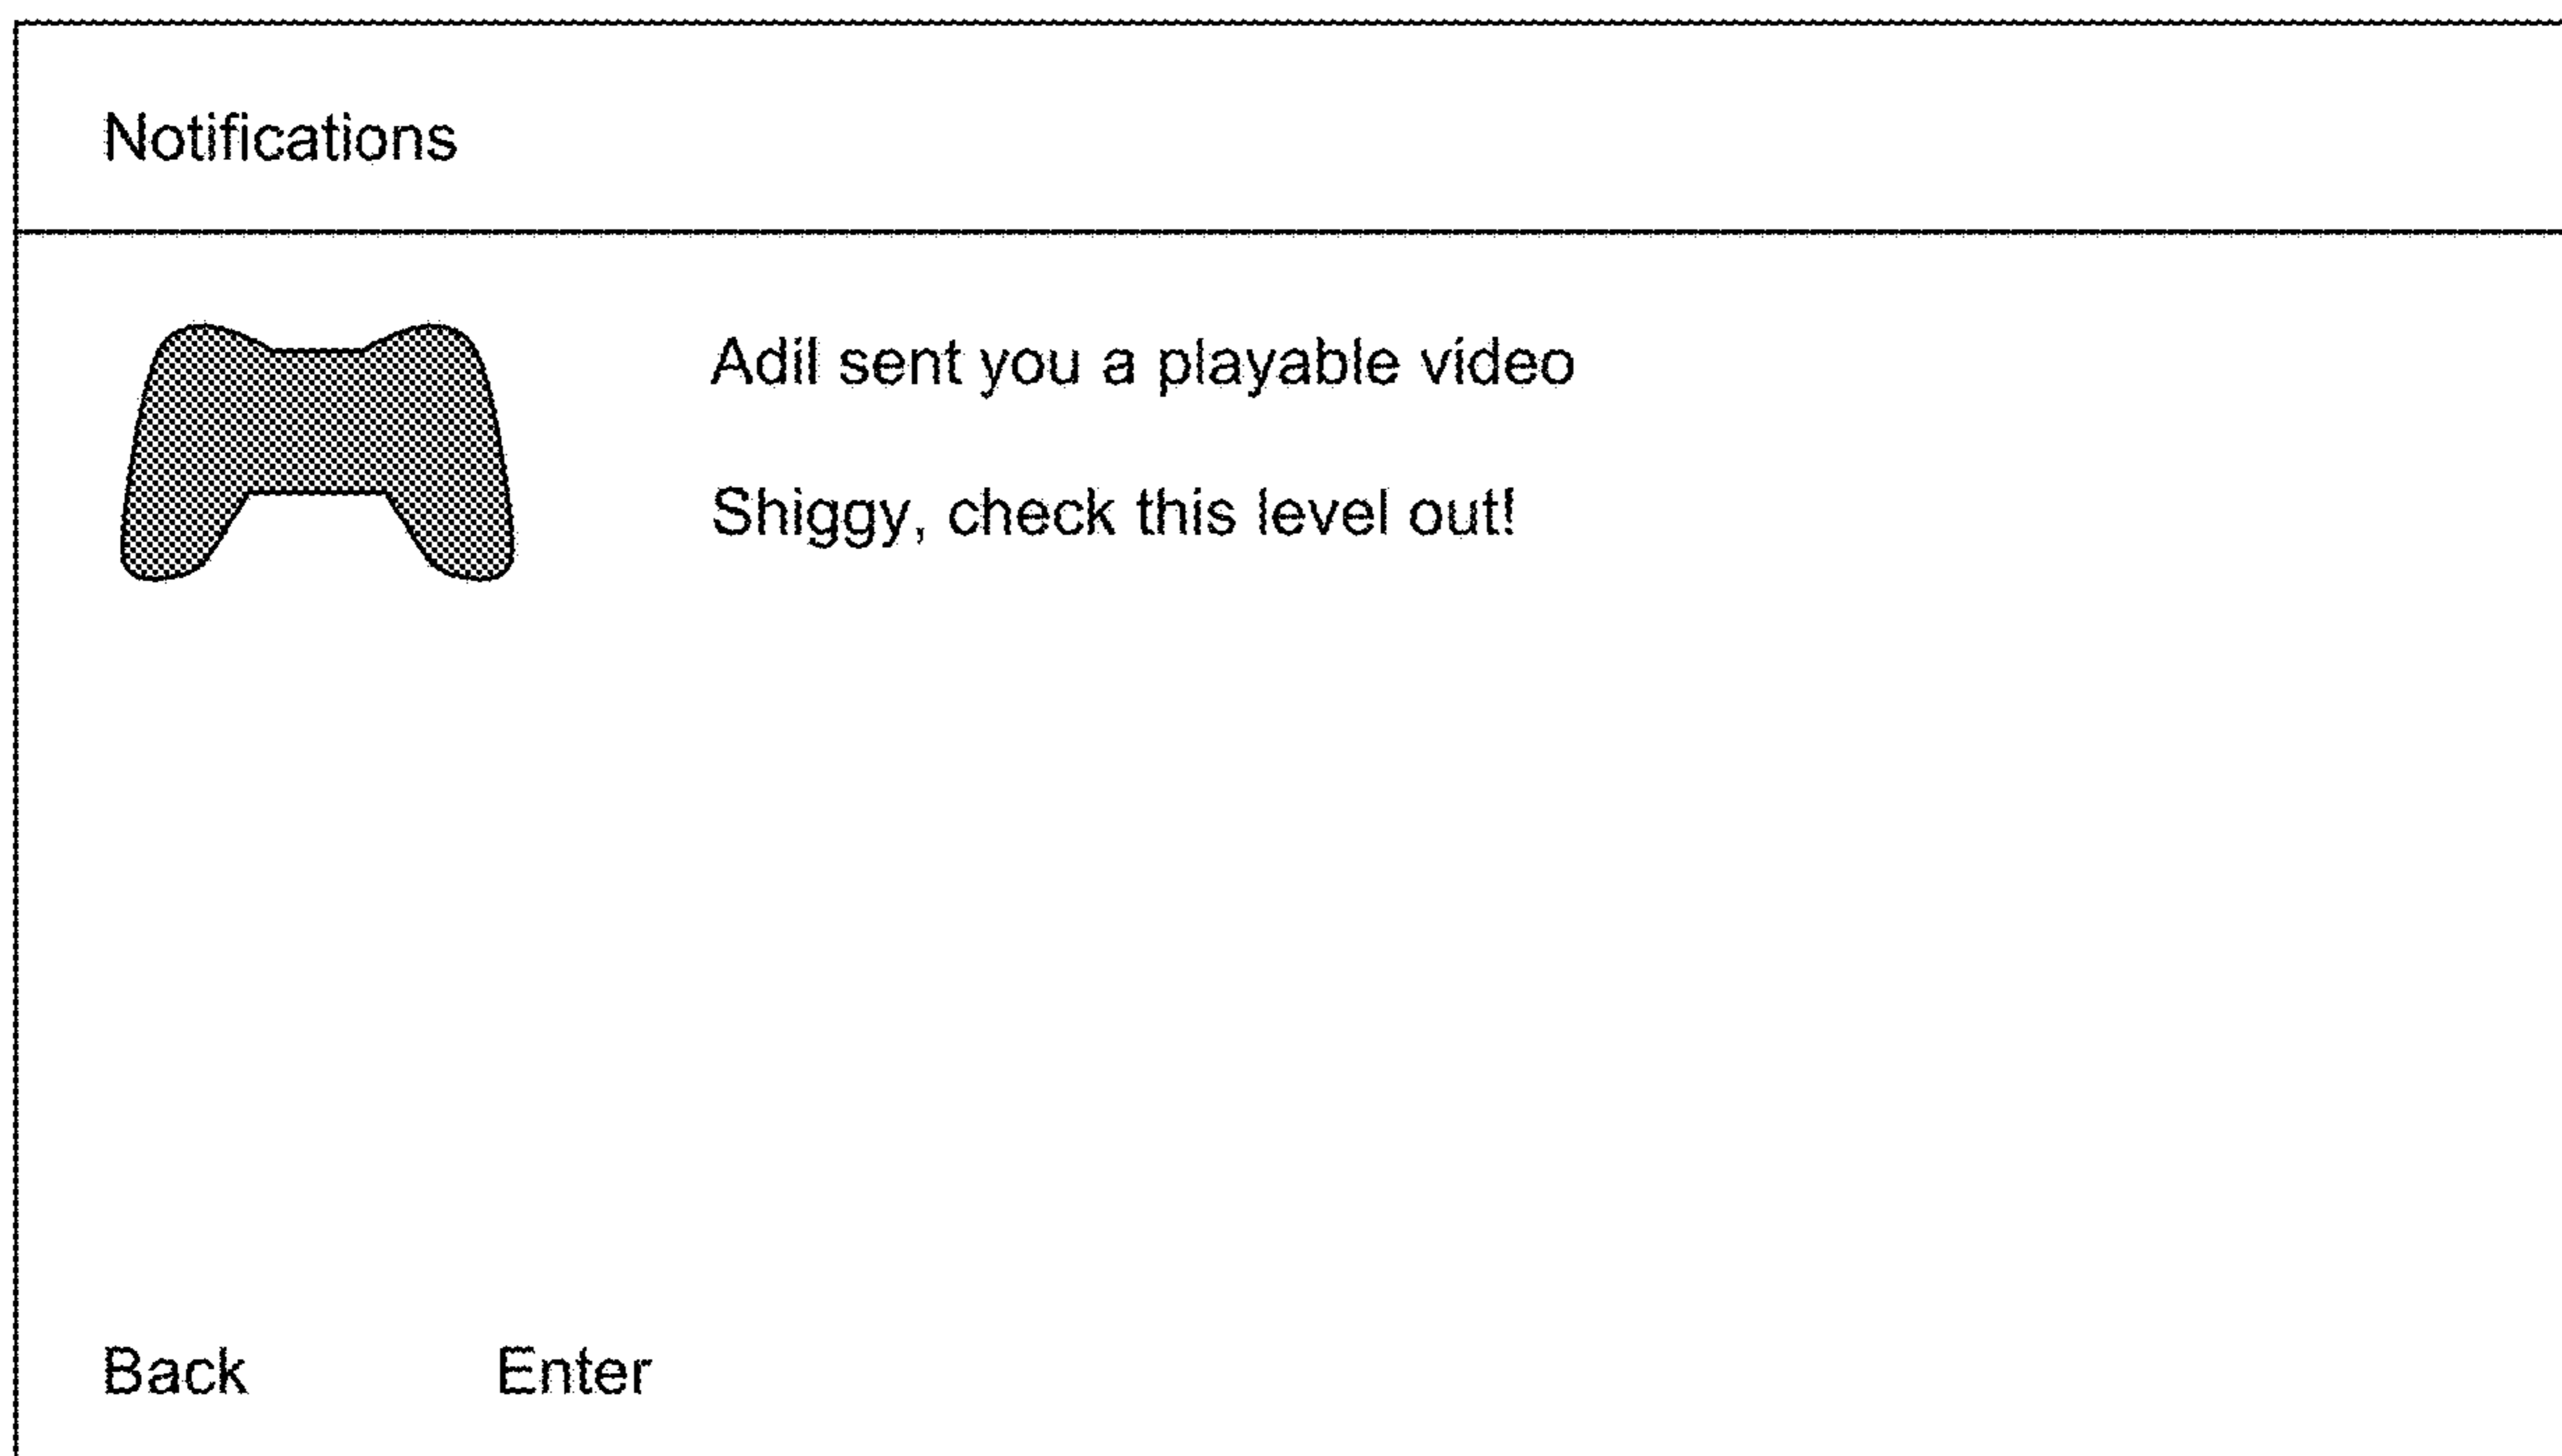 Notifications
Adil sent you a playable video
Shiggy, check this level out!
Back Enter